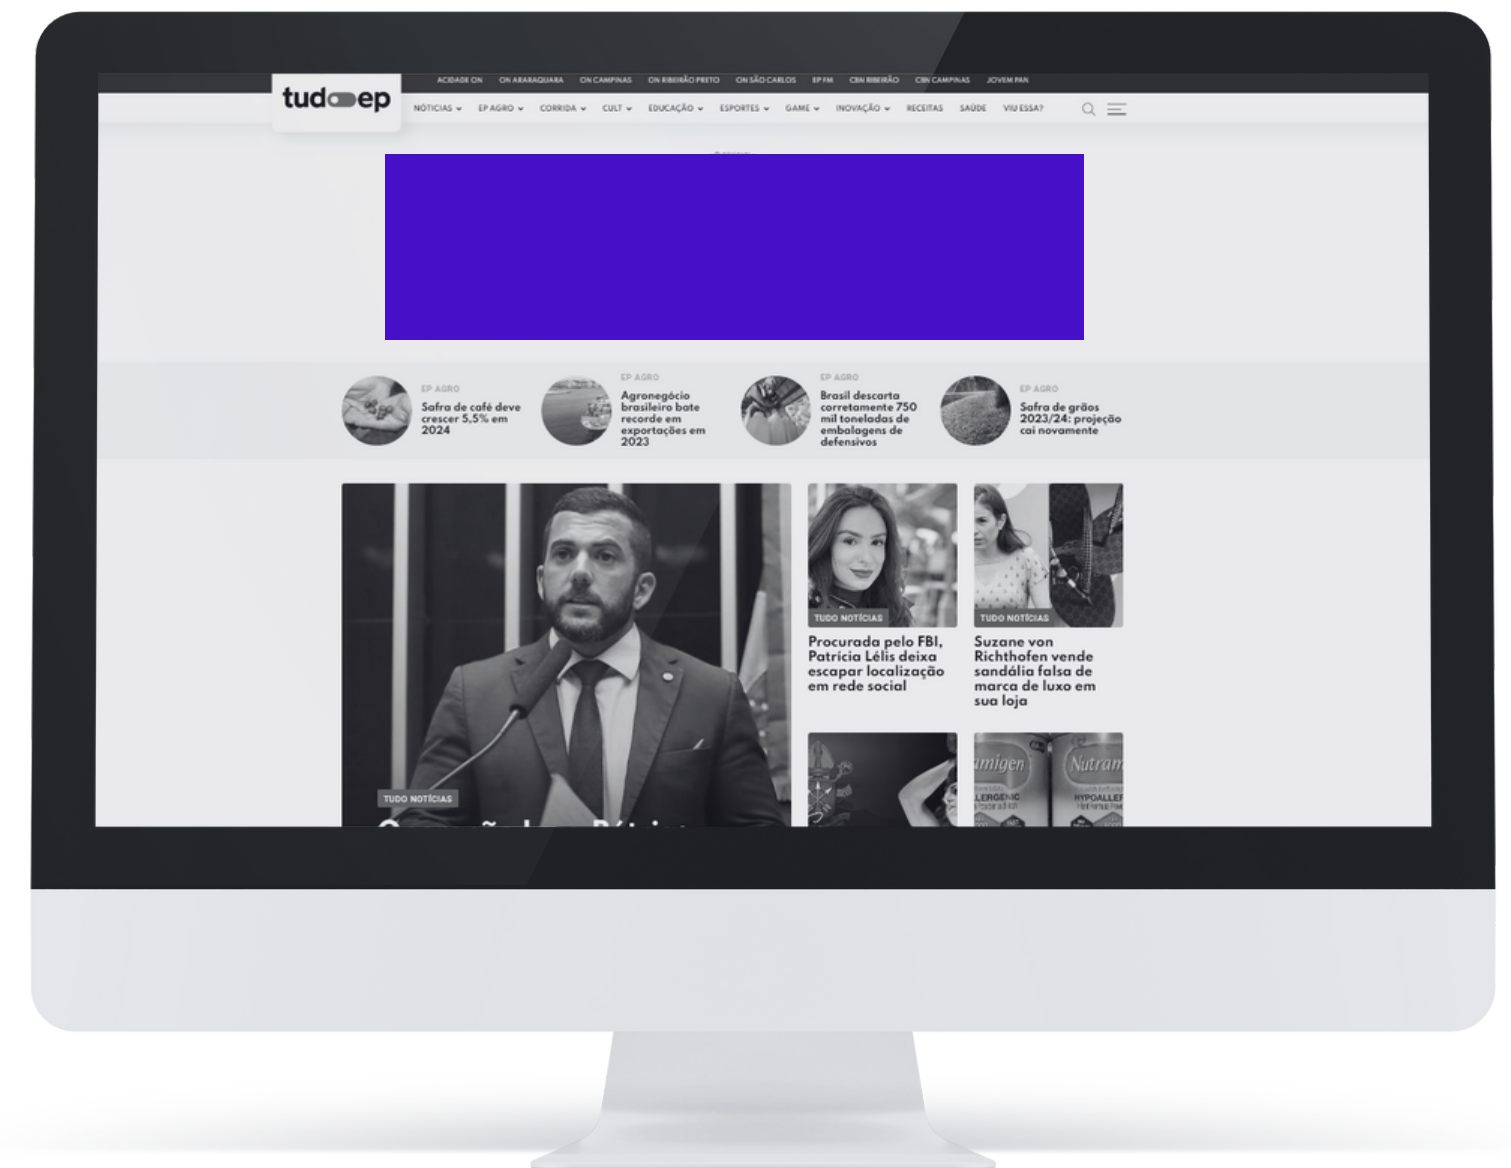 ACIDADE ON ON ARARAQUARA ON CAMPINAS ON RIBEIRÃO PRETO ON SÃO CARLOS EP FM CBN RIBEIRÃO CBN CAMPINAS JOVEM PAN
tudoep
NOTICIAS EP AGRO CORRIDA CULT EDUCAÇÃO ESPORTES GAME INOVAÇÃO RECEITAS SAÚDE VIU ESSA?
EP AGRO
Safra de café deve
crescer 5,5% em
2024
EP AGRO
Agronegócio
brasileiro bate
recorde em
exportações em
2023
EP AGRO
Brasil descarta
corretamente 750
mil toneladas de
embalagens de
defensivos
EP AGRO
Safra de grãos
2023/24: projeção
cai novamente
TUDO NOTÍCIAS
TUDO NOTÍCIAS
Procurada pelo FBI,
Patrícia Lélis deixa
escapar localização
em rede social
TUDO NOTÍCIAS
Suzane von
Richthofen vende
sandália falsa de
marca de luxo em
sua loja
amigen
LERGENIC
Nutram
HYPOALLER